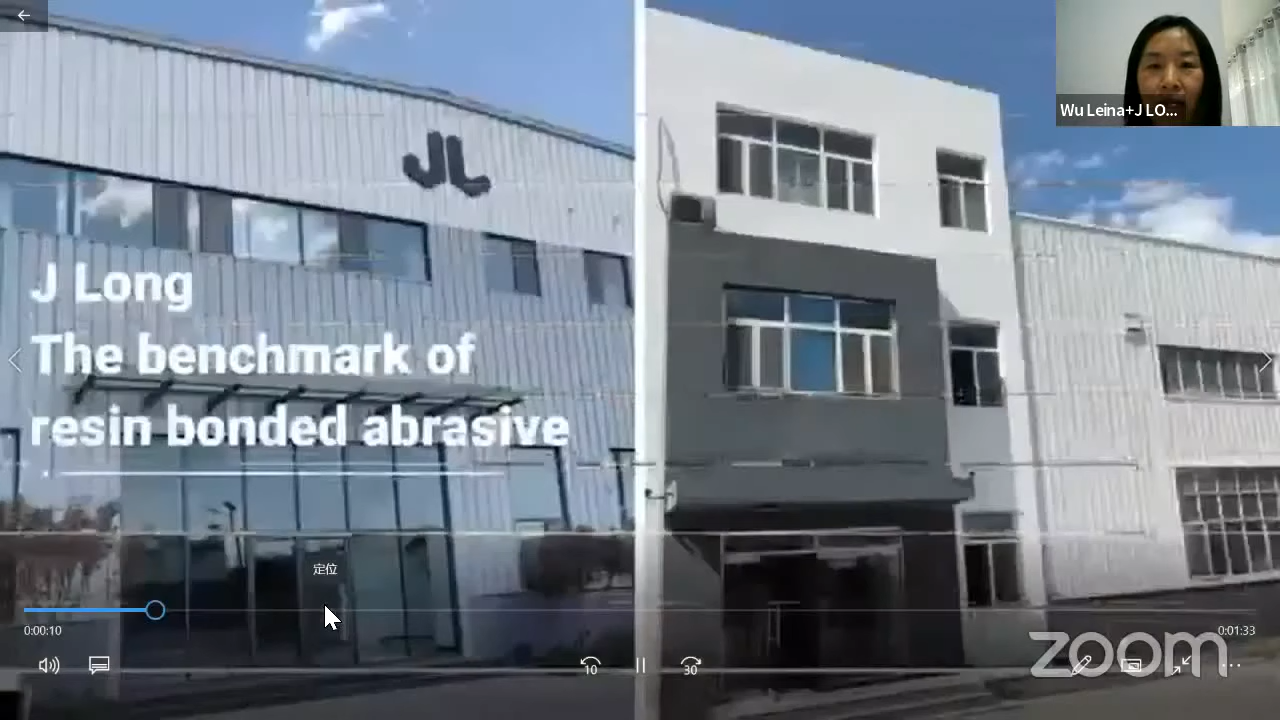 Wu Leina+J LO...
JL
J Long
The benchmark of
resin bonded abrasive
定位
0:00:10
0:01:33
10
30
zoom